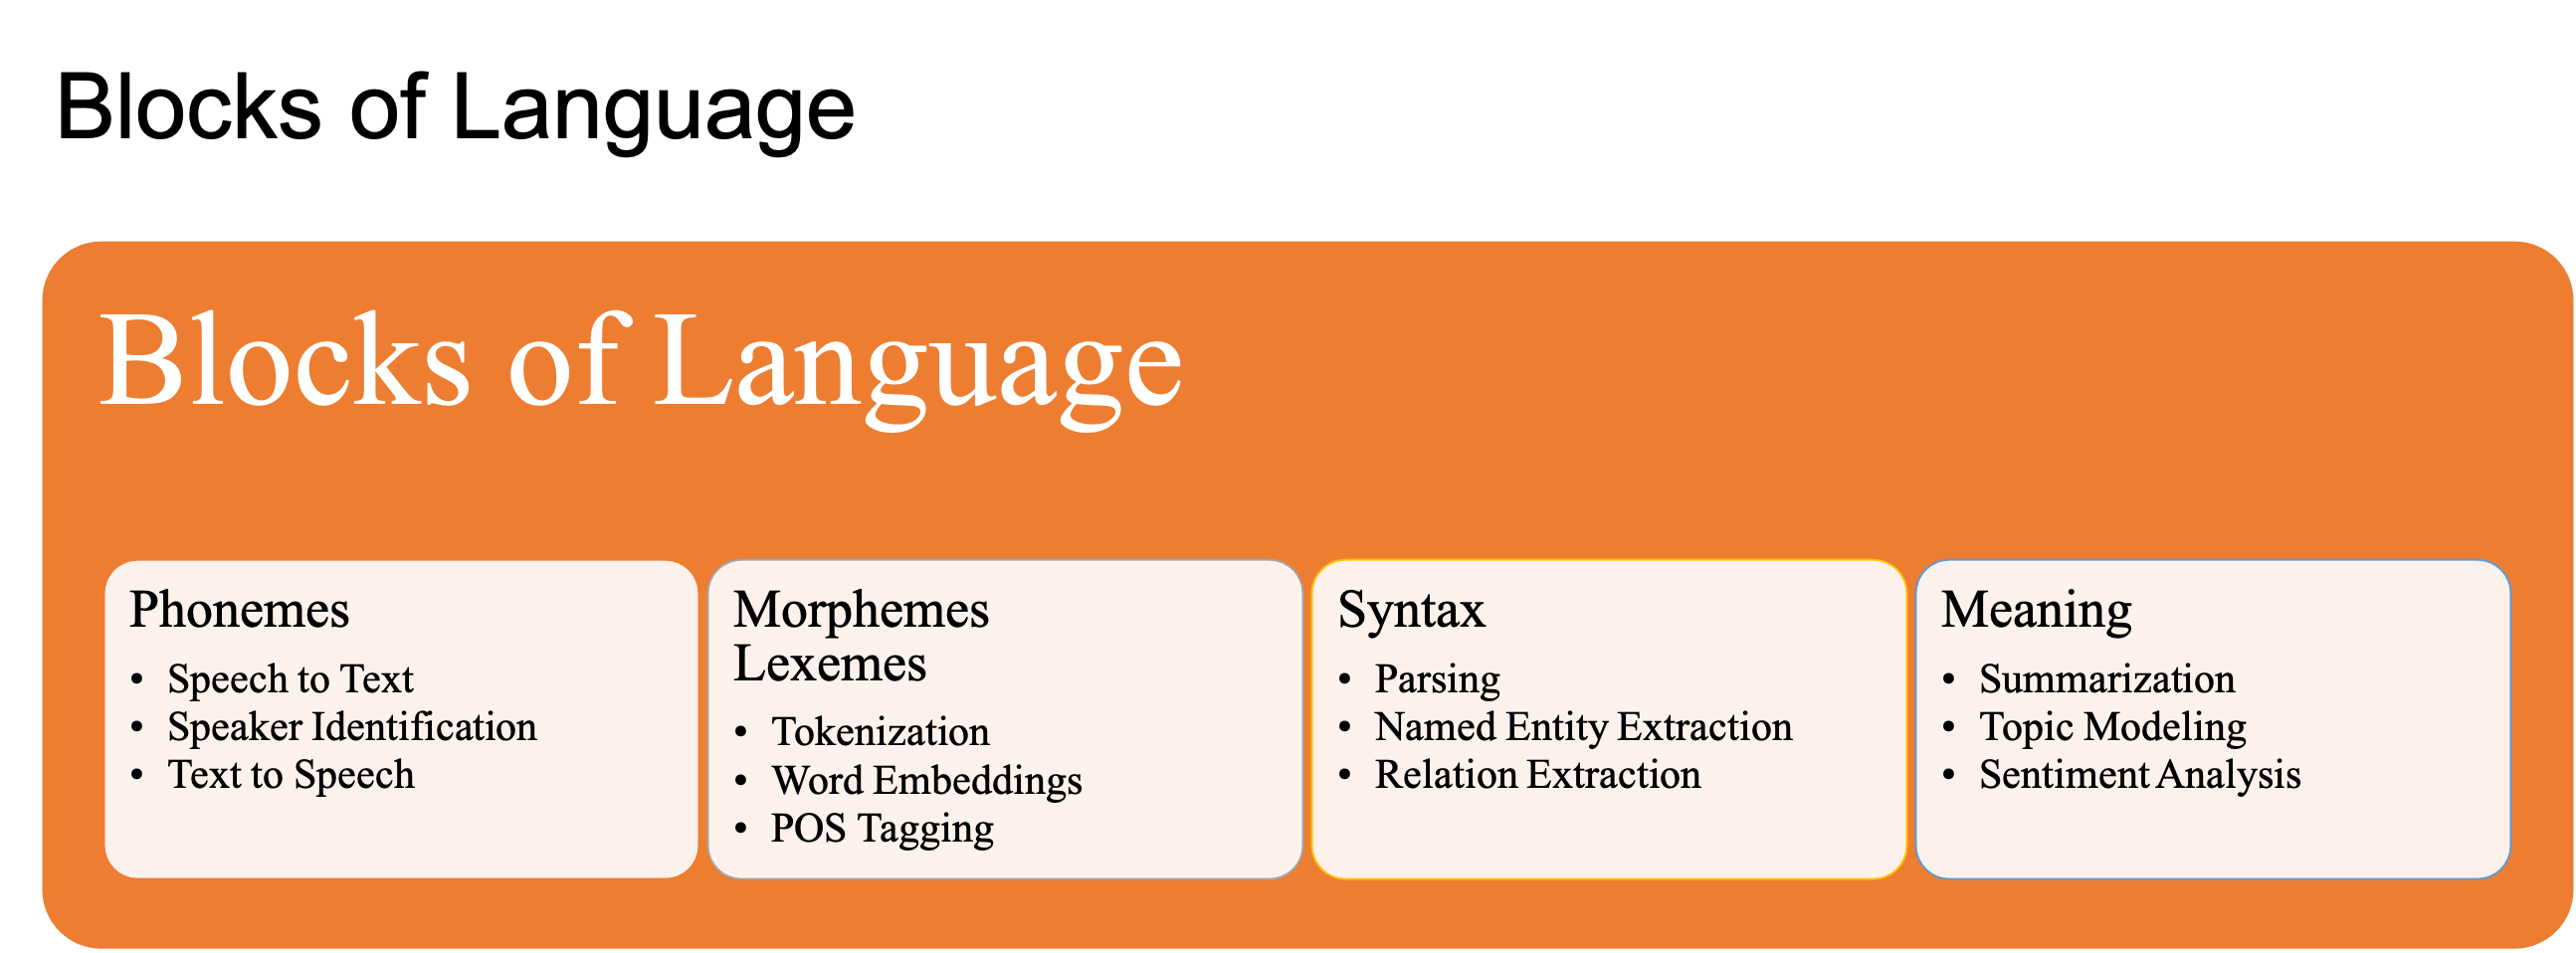 Blocks of Language
Blocks of Language
Phonemes
• Speech to Text
• Speaker Identification
• Text to Speech
Morphemes
Lexemes
• Tokenization
• Word Embeddings
• POS Tagging
Syntax
• Parsing
• Named Entity Extraction
• Relation Extraction
Meaning
• Summarization
• Topic Modeling
• Sentiment Analysis